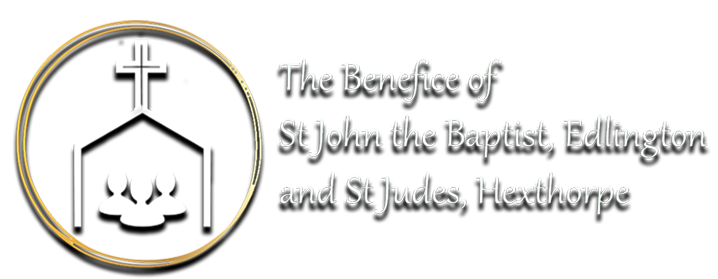 The Benefice of
St John the Baptist, Edlington
and St Judes, Hexthorpe